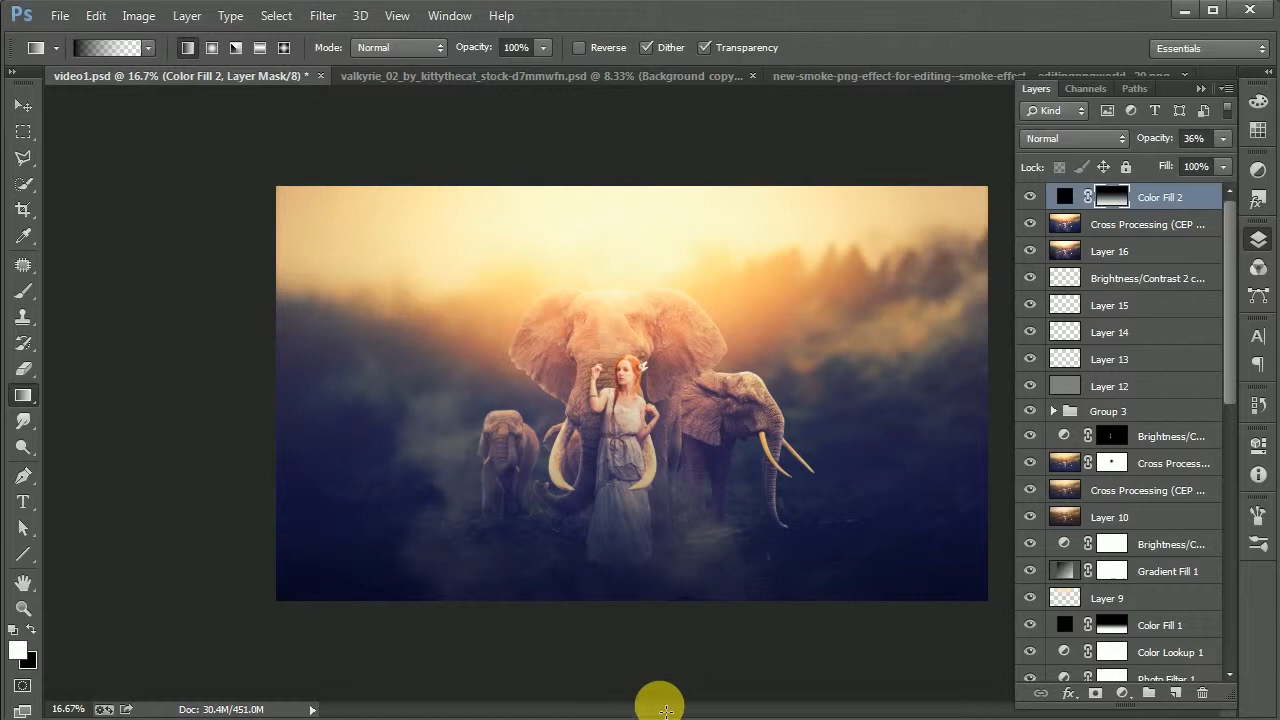 Ps File Edit Image Layer Type Select Filter 3D View Window Help
Mode: Normal Opacity: 100% Reverse Dither Transparency Essentials
video1.psd @ 16.7% (Color Fill 2, Layer Mask/8) * × valkyrie_02_by_kittythecat_stock-d7mmwfn.psd @ 8.33% (Background copy... × new-smoke-png-effect-for-editing--smoke-effect
Layers Channels Paths
Kind T
Normal Opacity: 36%
Lock: Fill: 100%
Color Fill 2
Cross Processing (CEP ...
Layer 16
Brightness/Contrast 2 c...
Layer 15
Layer 14
Layer 13
Layer 12
Group 3
Brightness/C...
Cross Process...
Cross Processing (CEP ...
Layer 10
Brightness/C...
Gradient Fill 1
Layer 9
Color Fill 1
Color Lookup 1
Photo Filter 1
fx
16.67% Doc: 30.4M/451.0M